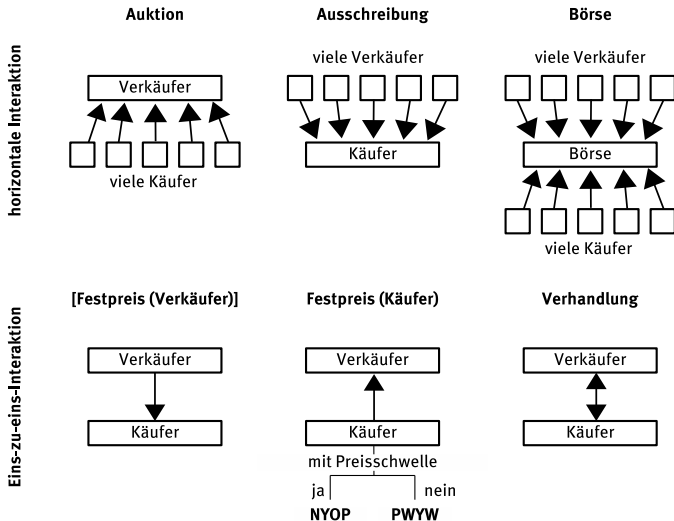 Auktion
Ausschreibung
Börse
horizontale Interaktion
viele Verkäufer
viele Verkäufer
Verkäufer
Käufer
Börse
viele Käufer
viele Käufer
[Festpreis (Verkäufer)]
Festpreis (Käufer)
Verhandlung
Eins-zu-eins-Interaktion
Verkäufer
Verkäufer
Verkäufer
Käufer
Käufer
Käufer
mit Preisschwelle
ja
nein
NYOP
PWYW